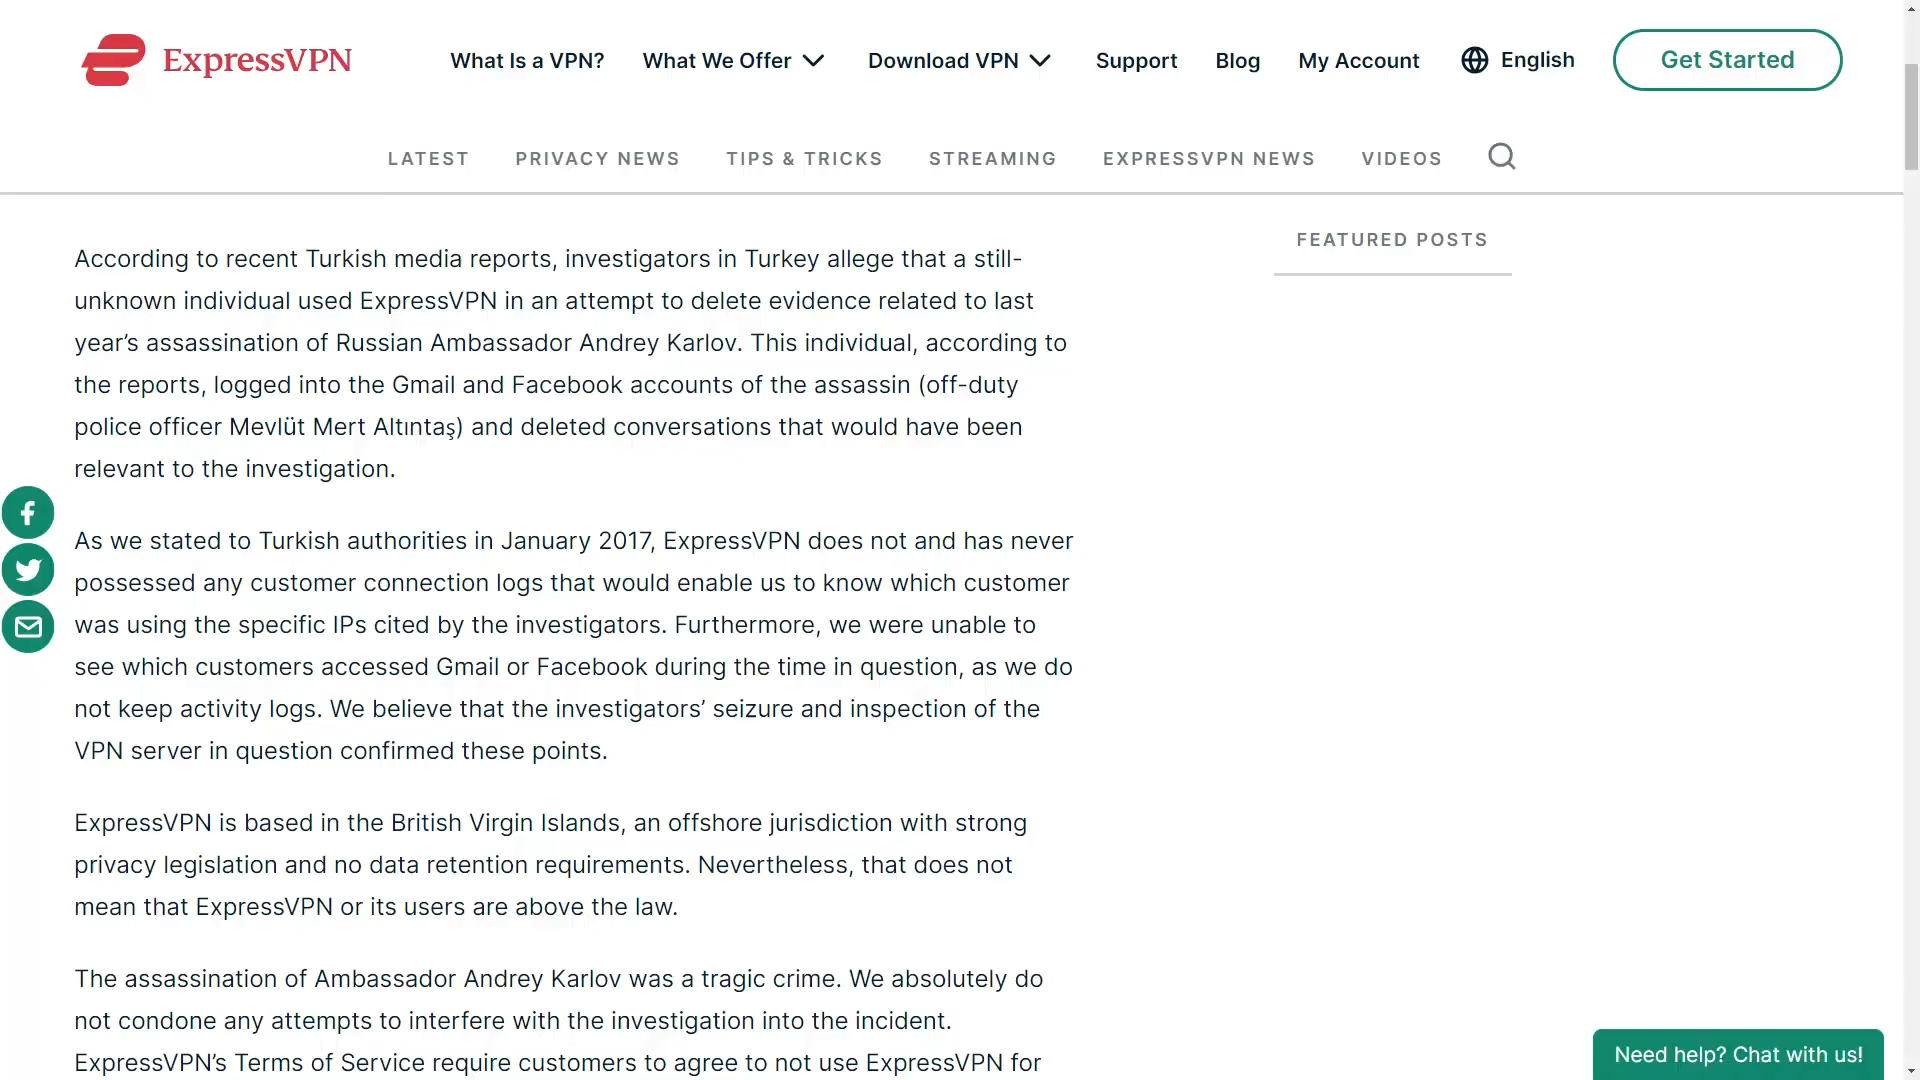 ExpressVPN
What Is a VPN?
What We Offer
Download VPN
Support
Blog
My Account
English
Get Started
LATEST
PRIVACY NEWS
TIPS & TRICKS
STREAMING
EXPRESSVPN NEWS
VIDEOS
FEATURED POSTS
According to recent Turkish media reports, investigators in Turkey allege that a still-
unknown individual used ExpressVPN in an attempt to delete evidence related to last
year’s assassination of Russian Ambassador Andrey Karlov. This individual, according to
the reports, logged into the Gmail and Facebook accounts of the assassin (off-duty
police officer Mevlüt Mert Altıntaş) and deleted conversations that would have been
relevant to the investigation.
As we stated to Turkish authorities in January 2017, ExpressVPN does not and has never
possessed any customer connection logs that would enable us to know which customer
was using the specific IPs cited by the investigators. Furthermore, we were unable to
see which customers accessed Gmail or Facebook during the time in question, as we do
not keep activity logs. We believe that the investigators’ seizure and inspection of the
VPN server in question confirmed these points.
ExpressVPN is based in the British Virgin Islands, an offshore jurisdiction with strong
privacy legislation and no data retention requirements. Nevertheless, that does not
mean that ExpressVPN or its users are above the law.
The assassination of Ambassador Andrey Karlov was a tragic crime. We absolutely do
not condone any attempts to interfere with the investigation into the incident.
ExpressVPN’s Terms of Service require customers to agree to not use ExpressVPN for
Need help? Chat with us!